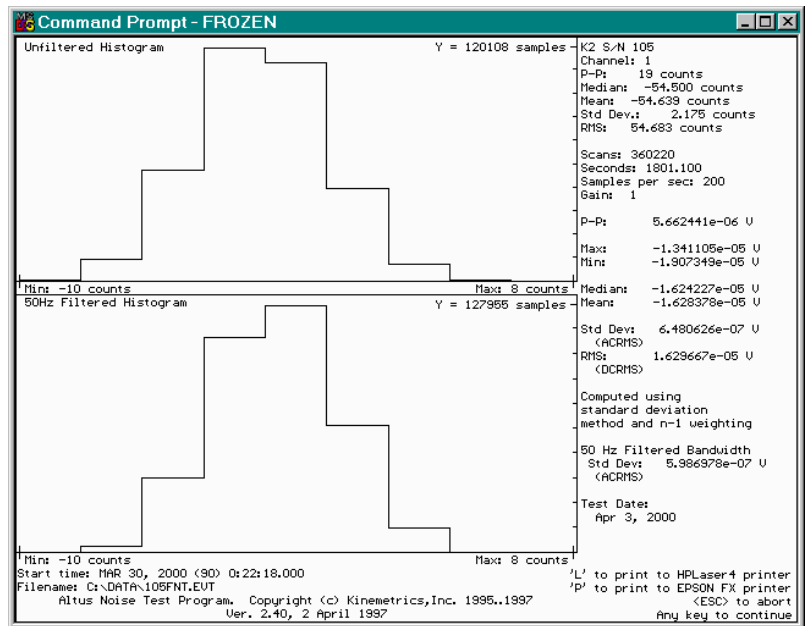 Command Prompt - FROZEN
Unfiltered Histogram
Y = 120108 samples
Min: -10 counts
Max: 8 counts
50Hz Filtered Histogram
Y = 127955 samples
Min: -10 counts
Max: 8 counts
K2 S/N 105
Channel: 1
P-P: 19 counts
Median: -54.500 counts
Mean: -54.639 counts
Std Dev.: 2.175 counts
RMS: 54.683 counts
Scans: 360220
Seconds: 1801.100
Samples per sec: 200
Gain: 1
P-P: 5.662441e-06 V
Max: -1.341105e-05 V
Min: -1.907349e-05 V
Median: -1.624227e-05 V
Mean: -1.628378e-05 V
Std Dev: 6.480626e-07 V
(ACRMS)
RMS: 1.629667e-05 V
(DCRMS)
Computed using
standard deviation
method and n-1 weighting
50 Hz Filtered Bandwidth
Std Dev: 5.986978e-07 V
(ACRMS)
Test Date:
Apr 3, 2000
Start time: MAR 30, 2000 (90) 0:22:18.000
Filename: C:\DATA\105FNT.EVT
Altus Noise Test Program. Copyright (c) Kinemetrics,Inc. 1995..1997
Ver. 2.40, 2 April 1997
'L' to print to HPLaser4 printer
'P' to print to EPSON FX printer
<ESC> to abort
Any key to continue